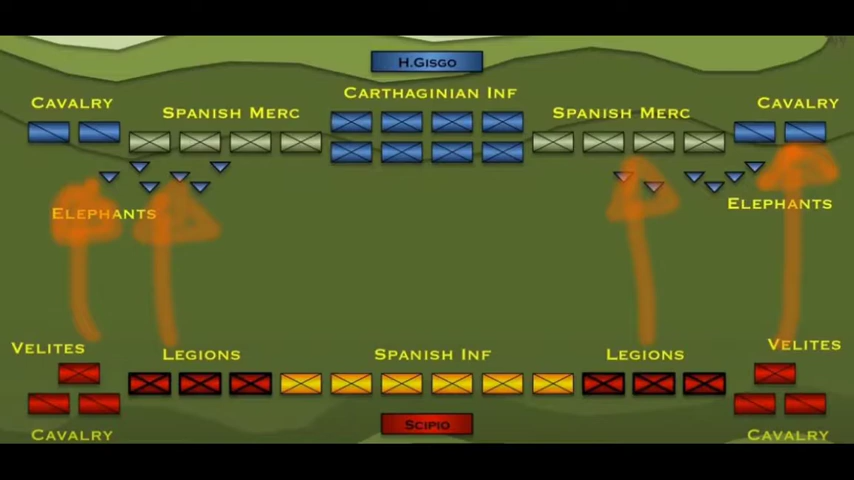 H.Gisgo
Carthaginian Inf
Cavalry
Spanish Merc
Spanish Merc
Cavalry
Elephants
Elephants
Velites
Legions
Spanish Inf
Legions
Velites
Cavalry
Scipio
Cavalry